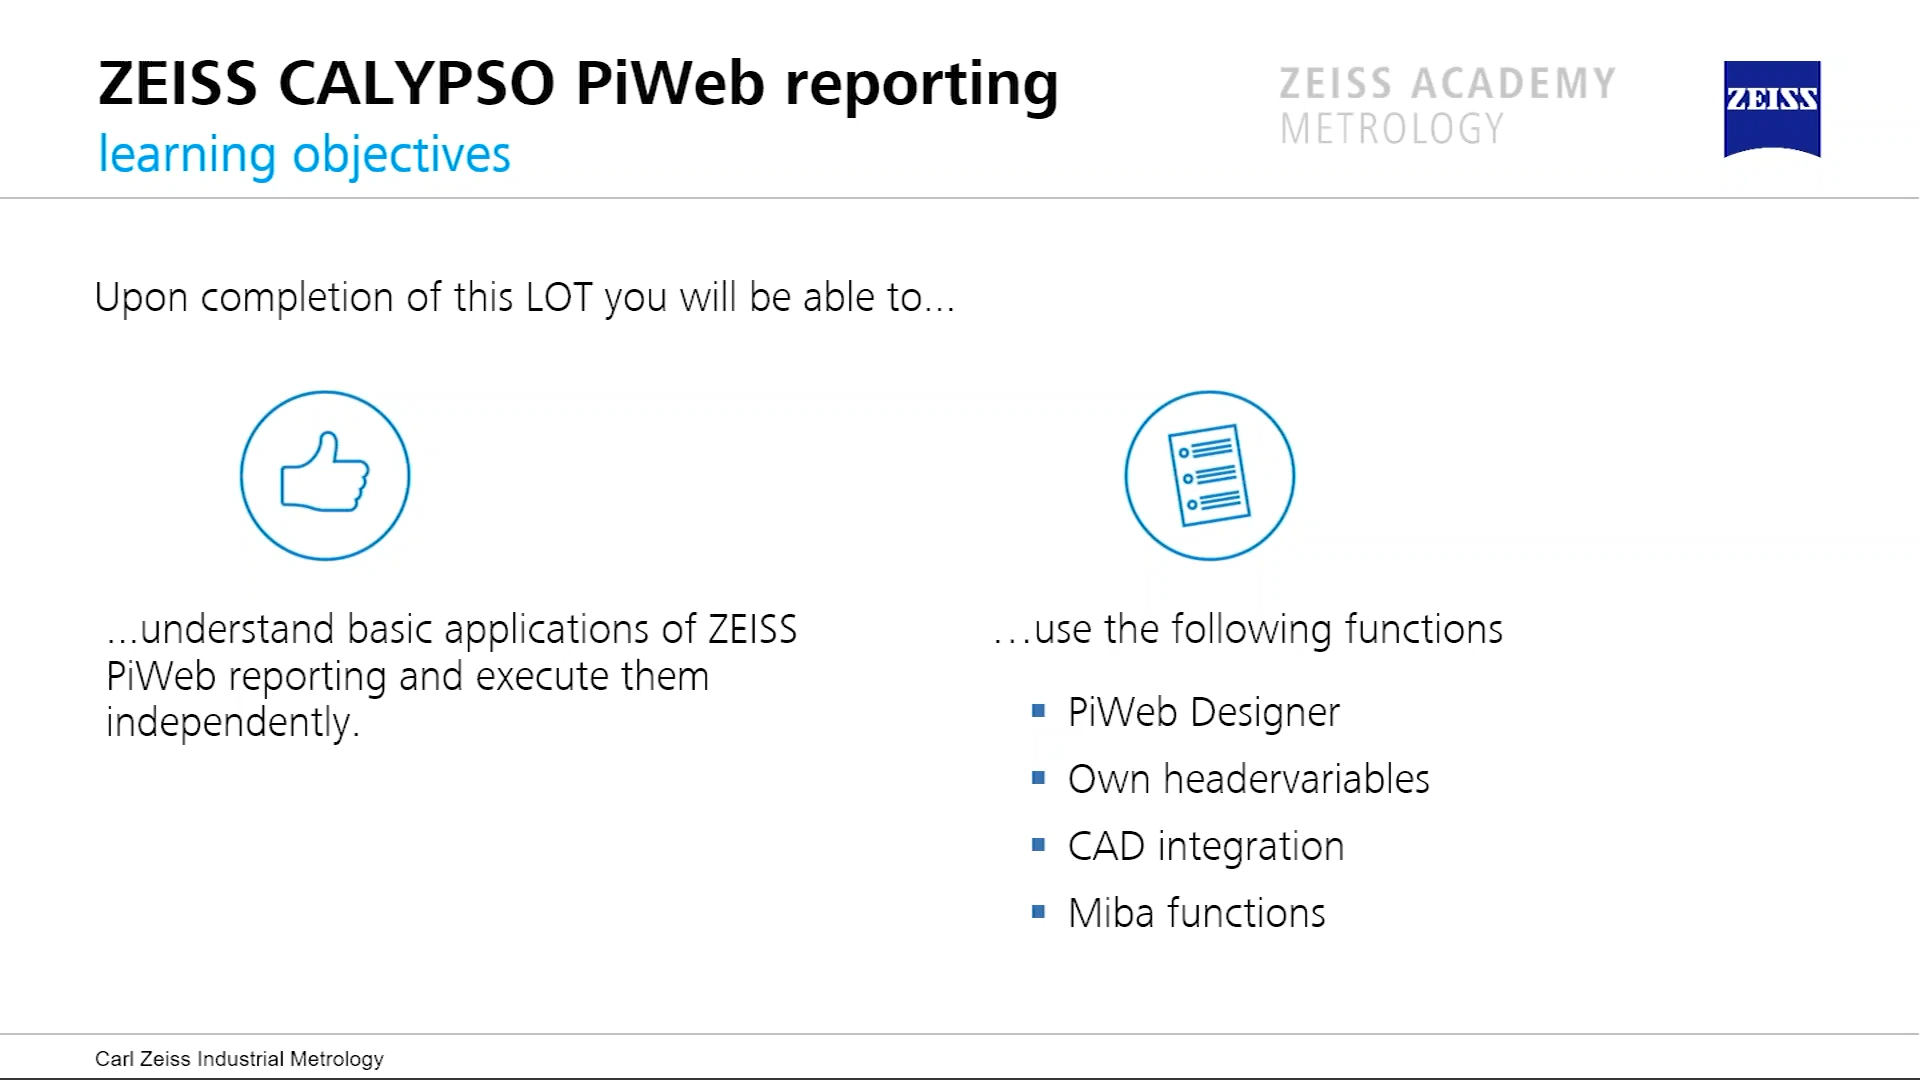 ZEISS CALYPSO PiWeb reporting
learning objectives
ZEISS ACADEMY
METROLOGY
ZEISS
Upon completion of this LOT you will be able to...
...understand basic applications of ZEISS
PiWeb reporting and execute them
independently.
...use the following functions
▪ PiWeb Designer
▪ Own headervariables
▪ CAD integration
▪ Miba functions
Carl Zeiss Industrial Metrology